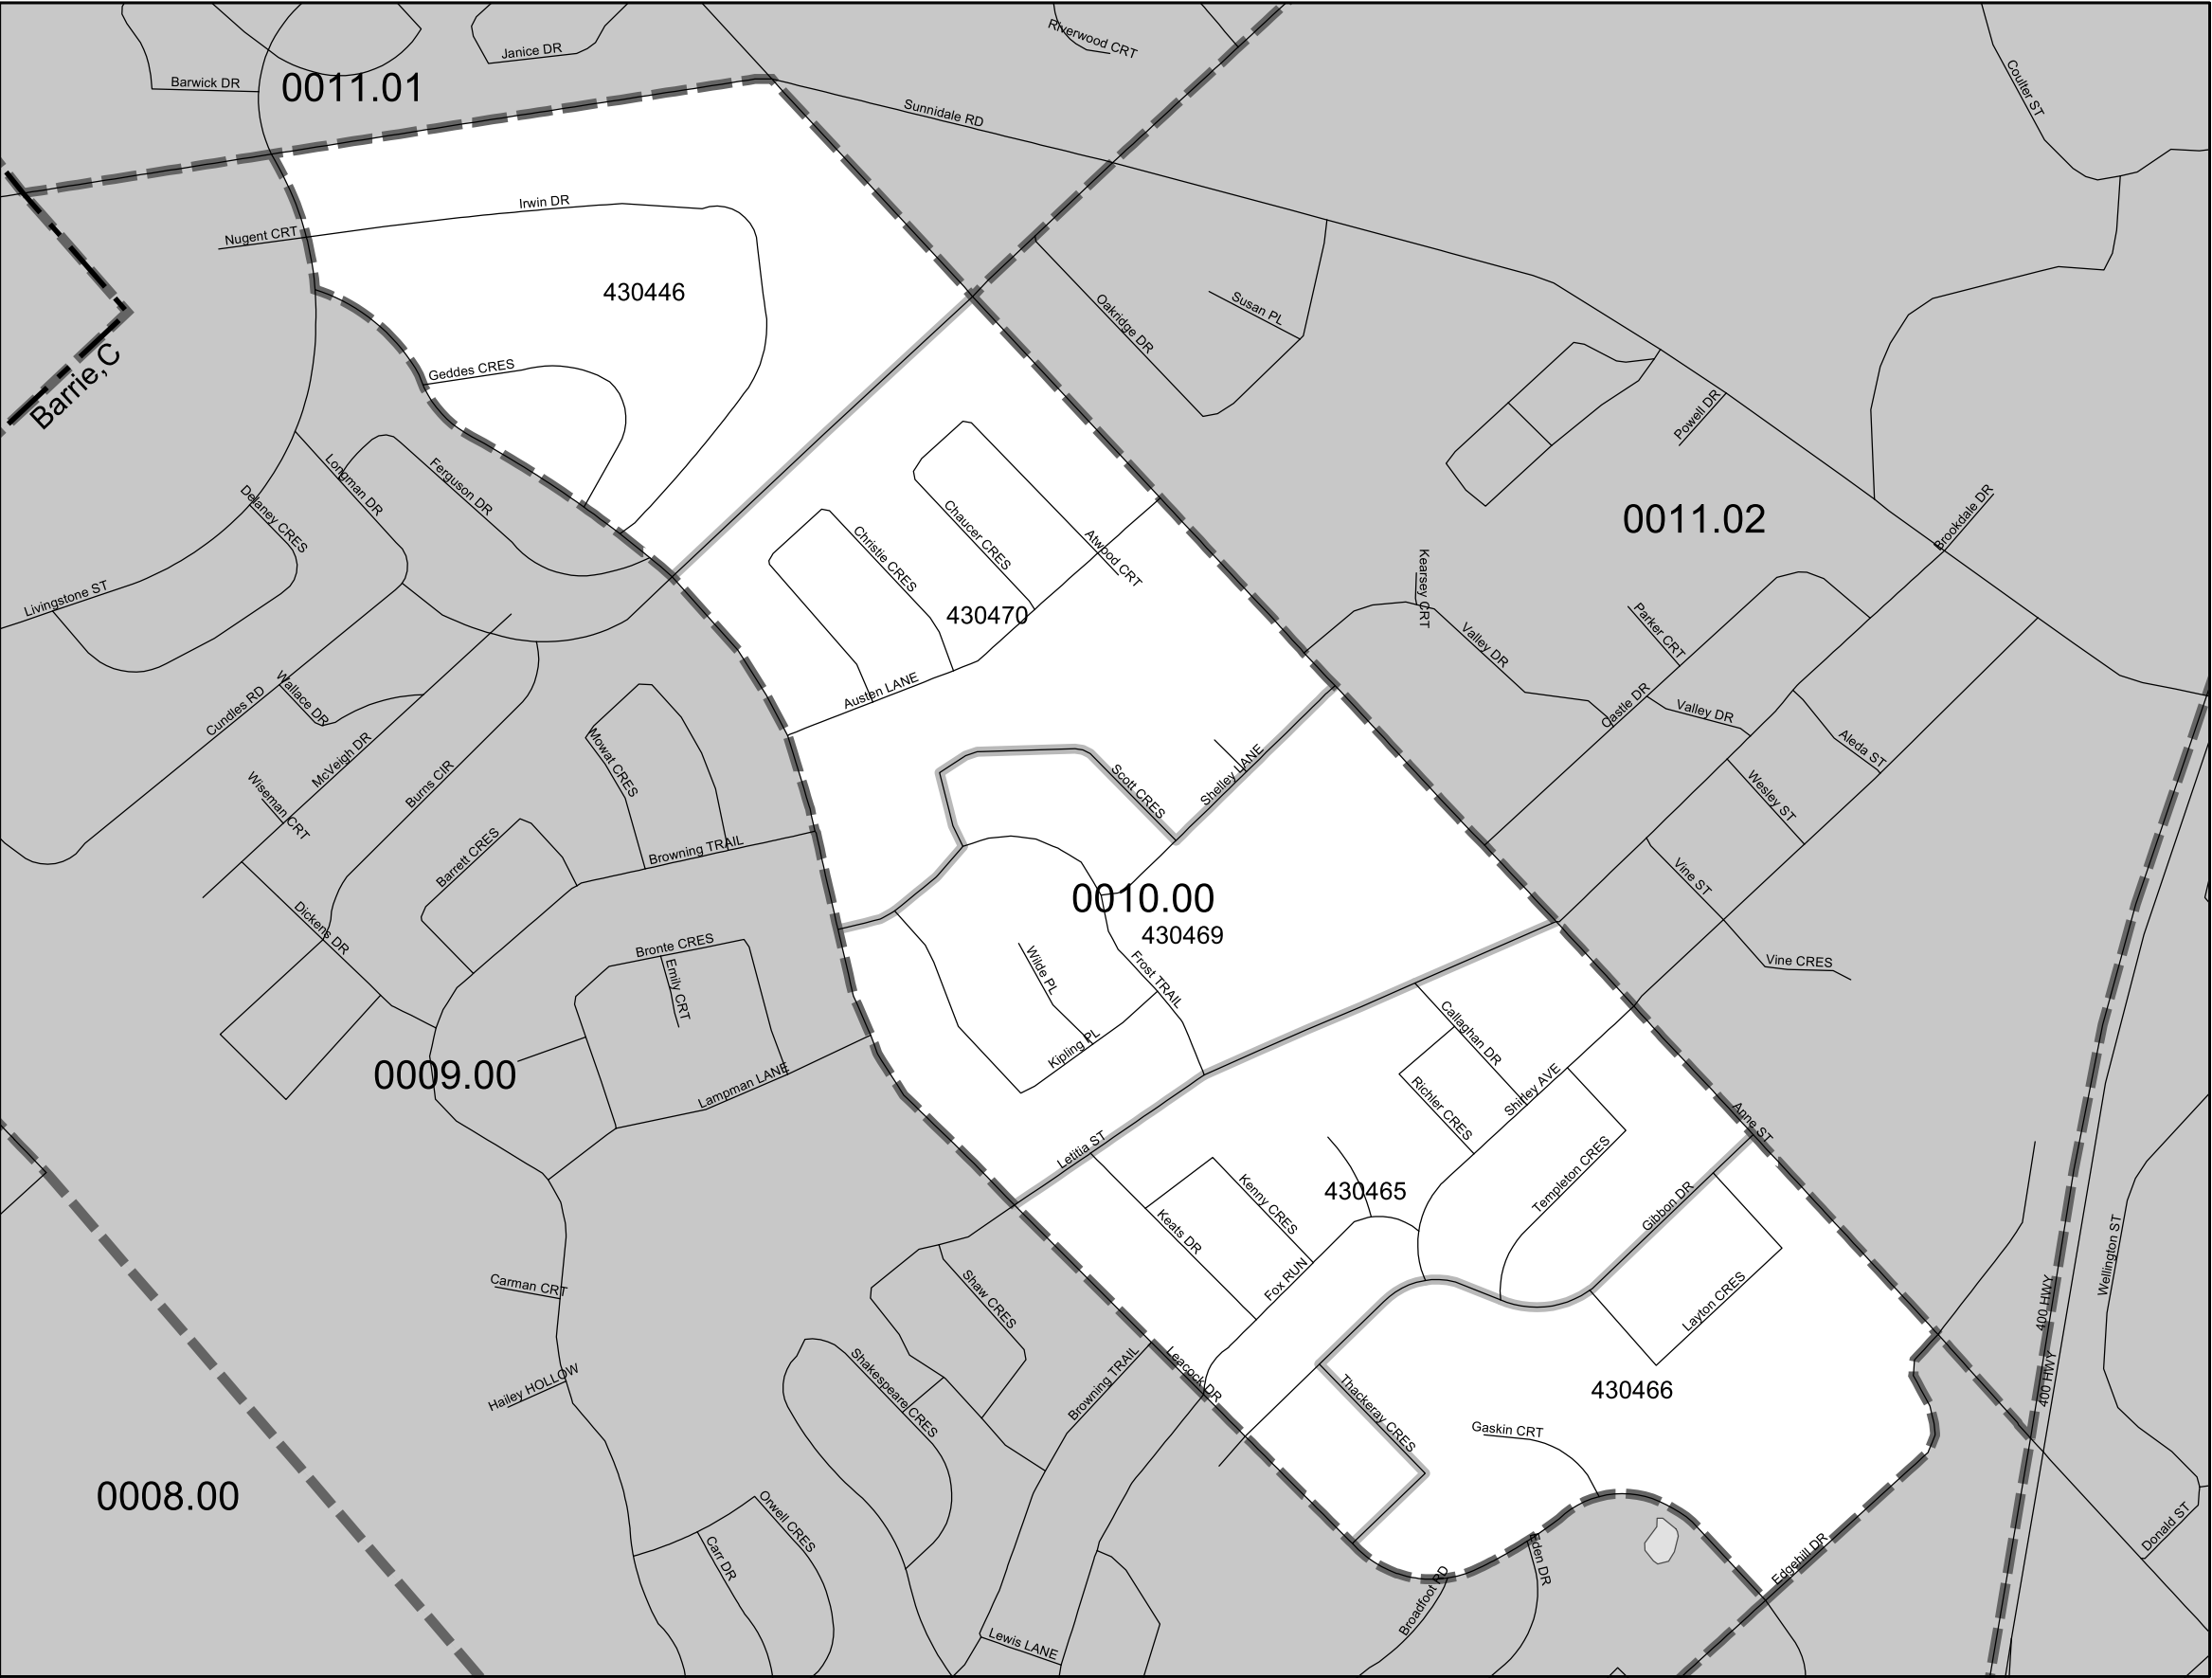 Riverwood CRT
Janice DR
Barwick DR
0011.01
Coulter ST
Sunnidale RD
Irwin DR
Nugent CRT
430446
Oakridge DR
Susan PL
Barrie,C
Geddes CRES
Powell DR
Longman DR
Ferguson DR
Delaney CRES
Christie CRES
Chaucer CRES
Atwood CRT
0011.02
Brookdale DR
Livingstone ST
430470
Kearsey CRT
Valley DR
Parker CRT
Cundles RD
Wallace DR
Austen LANE
Castle DR
Valley DR
Aleda ST
McVeigh DR
Wiseman CRT
Burns CIR
Mowat CRES
Scott CRES
Shelley LANE
Wesley ST
Barrett CRES
Browning TRAIL
0010.00
Vine ST
Dickens DR
Bronte CRES
Emily CRT
430469
Wilde PL
Frost TRAIL
Vine CRES
0009.00
Lampman LANE
Kipling PL
Callaghan DR
Richler CRES
Shirley AVE
Anne ST
Letitia ST
Templeton CRES
430465
Kenny CRES
Keats DR
Gibbon DR
Fox RUN
Wellington ST
Carman CRT
Shaw CRES
Layton CRES
400 HWY
Hailey HOLLOW
Shakespeare CRES
Browning TRAIL
Leacock DR
Thackeray CRES
430466
400 HWY
Gaskin CRT
0008.00
Orwell CRES
Carr DR
Eden DR
Donald ST
Edgehill DR
Broadfoot RD
Lewis LANE